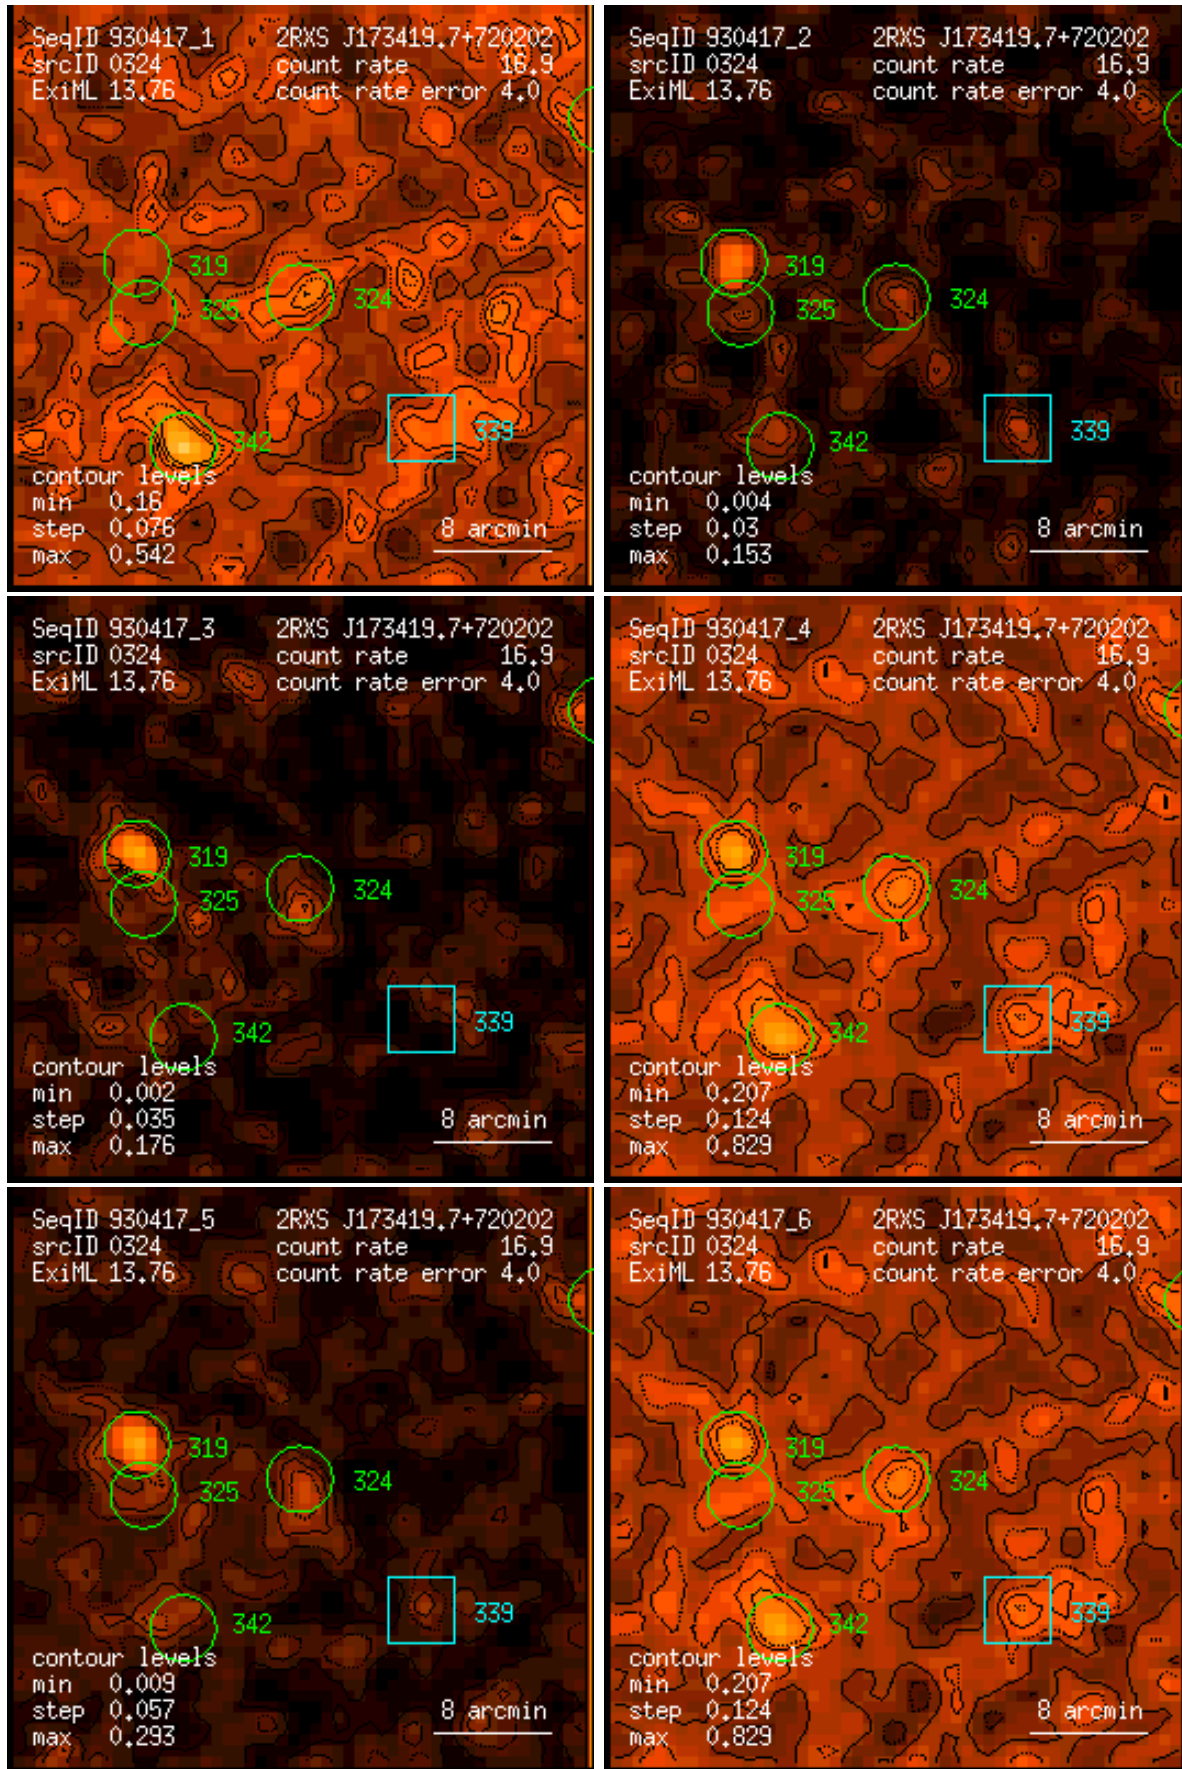 SeqID 930417_1 2RXS J173419.7+720202
srcID 0324 count rate 16.9
ExiML 13.76 count rate error 4.0
319
325
324
342
339
contour levels
min 0.16
step 0.076
max 0.542
8 arcmin
SeqID 930417_2 2RXS J173419.7+720202
srcID 0324 count rate 16.9
ExiML 13.76 count rate error 4.0
319
325
324
342
339
contour levels
min 0.004
step 0.03
max 0.153
8 arcmin
SeqID 930417_3 2RXS J173419.7+720202
srcID 0324 count rate 16.9
ExiML 13.76 count rate error 4.0
319
325
324
342
339
contour levels
min 0.002
step 0.035
max 0.176
8 arcmin
SeqID 930417_4 2RXS J173419.7+720202
srcID 0324 count rate 16.9
ExiML 13.76 count rate error 4.0
319
325
324
342
339
contour levels
min 0.207
step 0.124
max 0.829
8 arcmin
SeqID 930417_5 2RXS J173419.7+720202
srcID 0324 count rate 16.9
ExiML 13.76 count rate error 4.0
319
325
324
342
339
contour levels
min 0.009
step 0.057
max 0.293
8 arcmin
SeqID 930417_6 2RXS J173419.7+720202
srcID 0324 count rate 16.9
ExiML 13.76 count rate error 4.0
319
325
324
342
339
contour levels
min 0.207
step 0.124
max 0.829
8 arcmin